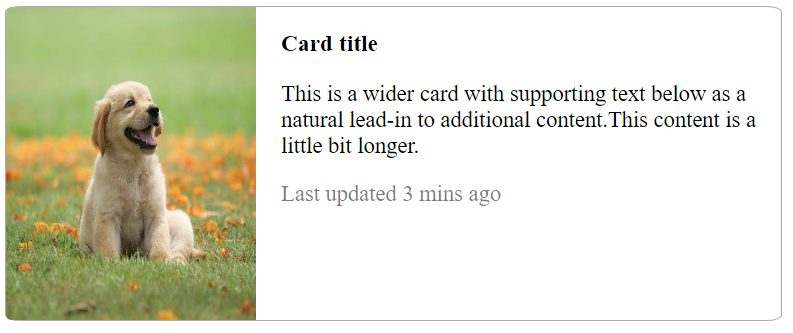 Card title
This is a wider card with supporting text below as a
natural lead-in to additional content.This content is a
little bit longer.
Last updated 3 mins ago